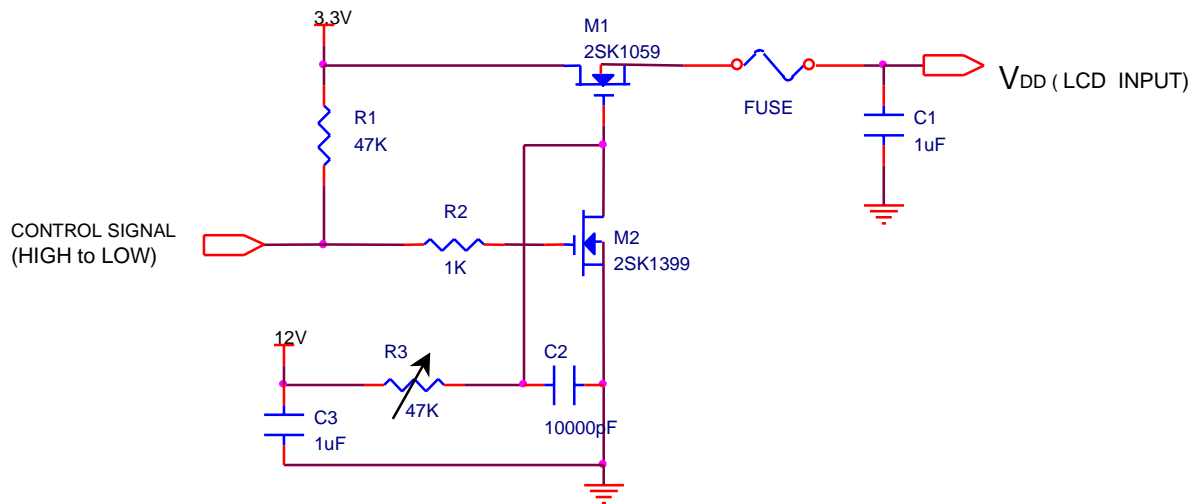 3.3V
M1
2SK1059
FUSE
VDD ( LCD INPUT)
R1
47K
C1
1uF
CONTROL SIGNAL
(HIGH to LOW)
R2
1K
M2
2SK1399
12V
R3
47K
C2
10000pF
C3
1uF